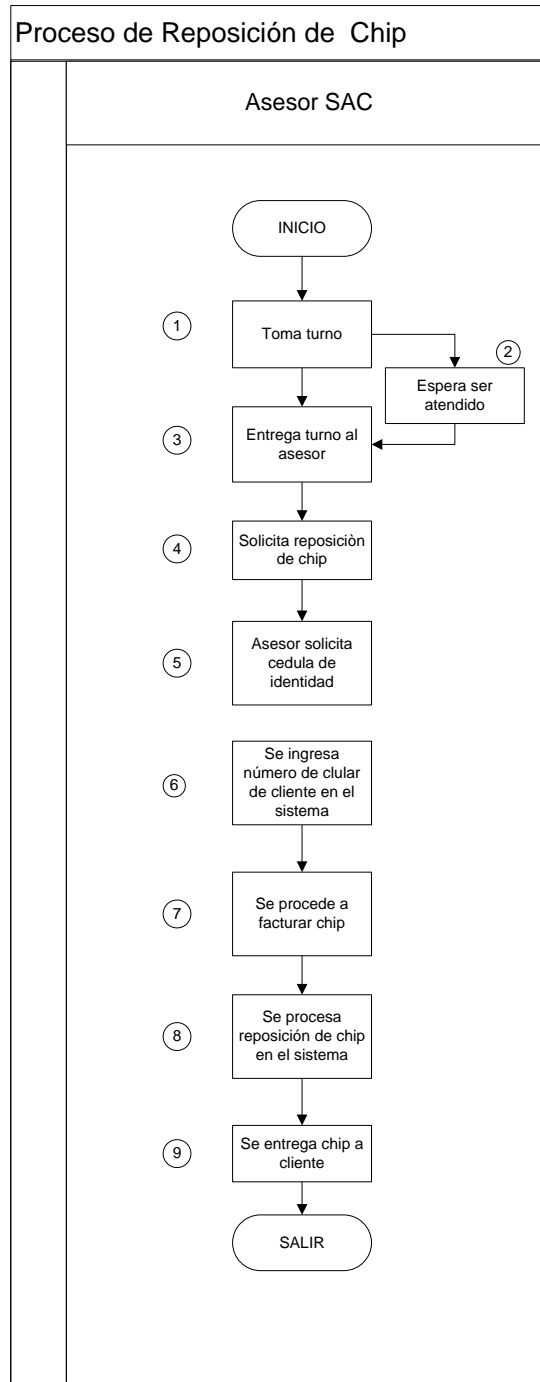 Proceso de Reposición de Chip
Asesor SAC
INICIO
1
Toma turno
2
Espera ser
atendido
3
Entrega turno al
asesor
4
Solicita reposiciòn
de chip
5
Asesor solicita
cedula de
identidad
6
Se ingresa
número de clular
de cliente en el
sistema
7
Se procede a
facturar chip
8
Se procesa
reposición de chip
en el sistema
9
Se entrega chip a
cliente
SALIR